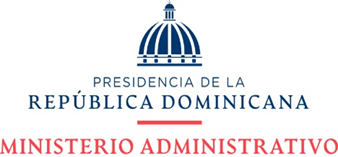 PRESIDENCIA DE LA
REPÚBLICA DOMINICANA
MINISTERIO ADMINISTRATIVO